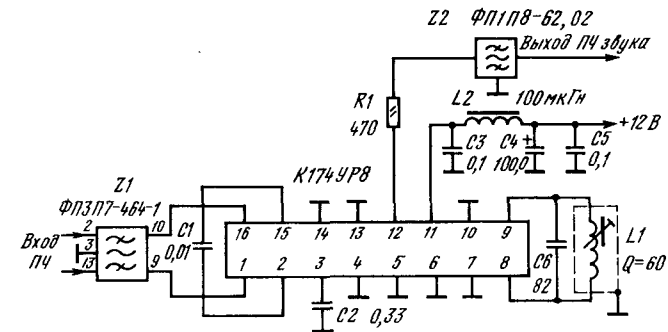 Z2 ФП1П8-62,02
Выход ПЧ звука
R1
470
L2 100мкГн
+12В
C3
0,1
C4
+
100,0
C5
0,1
К174УР8
Z1
ФП3П7-464-1
C1
0,01
2
3
13
10
9
Вход
ПЧ
16 15 14 13 12 11 10 9
1 2 3 4 5 6 7 8
C2 0,33
C6
82
L1
Q=60